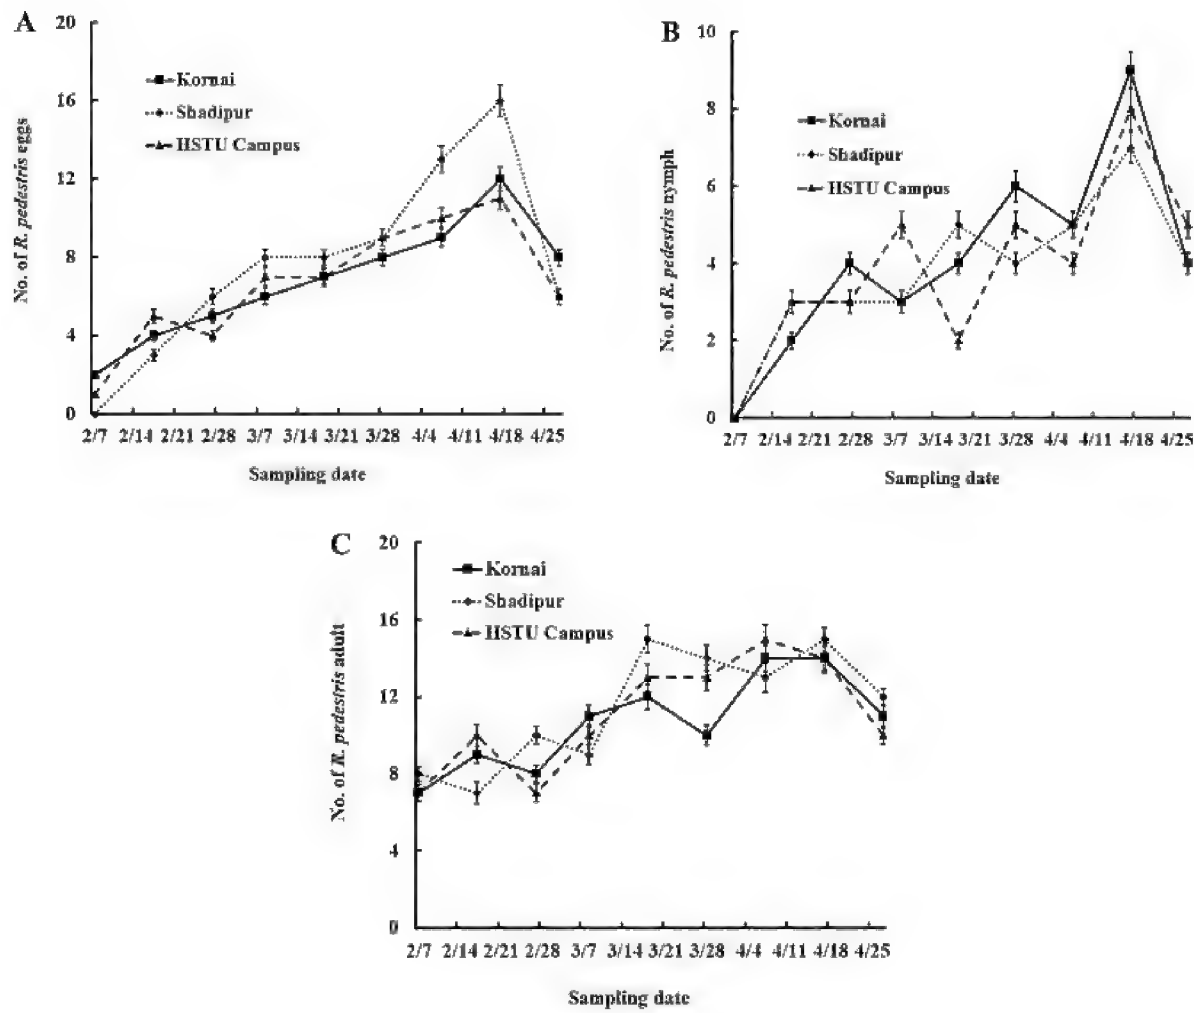 A
20
16
12
8
4
0
No. of R. pedestris eggs
Kornai
Shadipur
HSTU Campus
2/7 2/14 2/21 2/28 3/7 3/14 3/21 3/28 4/4 4/11 4/18 4/25
Sampling date
B
10
8
6
4
2
0
No. of R. pedestris nymph
Kornai
Shadipur
HSTU Campus
2/7 2/14 2/21 2/28 3/7 3/14 3/21 3/28 4/4 4/11 4/18 4/25
Sampling date
C
20
16
12
8
4
0
No. of R. pedestris adult
Kornai
Shadipur
HSTU Campus
2/7 2/14 2/21 2/28 3/7 3/14 3/21 3/28 4/4 4/11 4/18 4/25
Sampling date